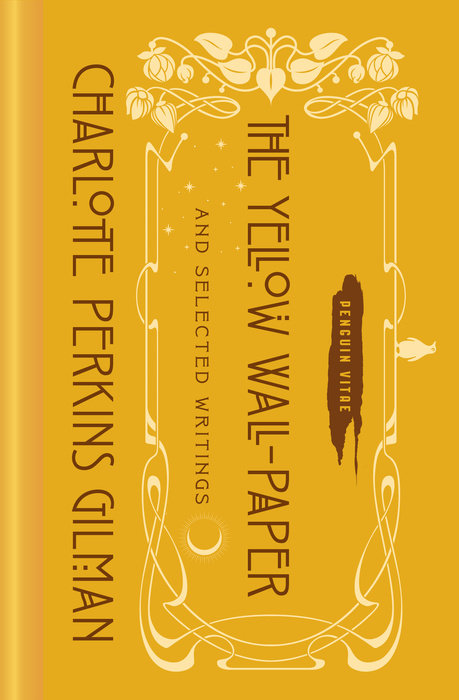 PENGUIN VITAE
THE YELLOW WALL-PAPER
AND SELECTED WRITINGS
CHARLOTTE PERKINS GILMAN